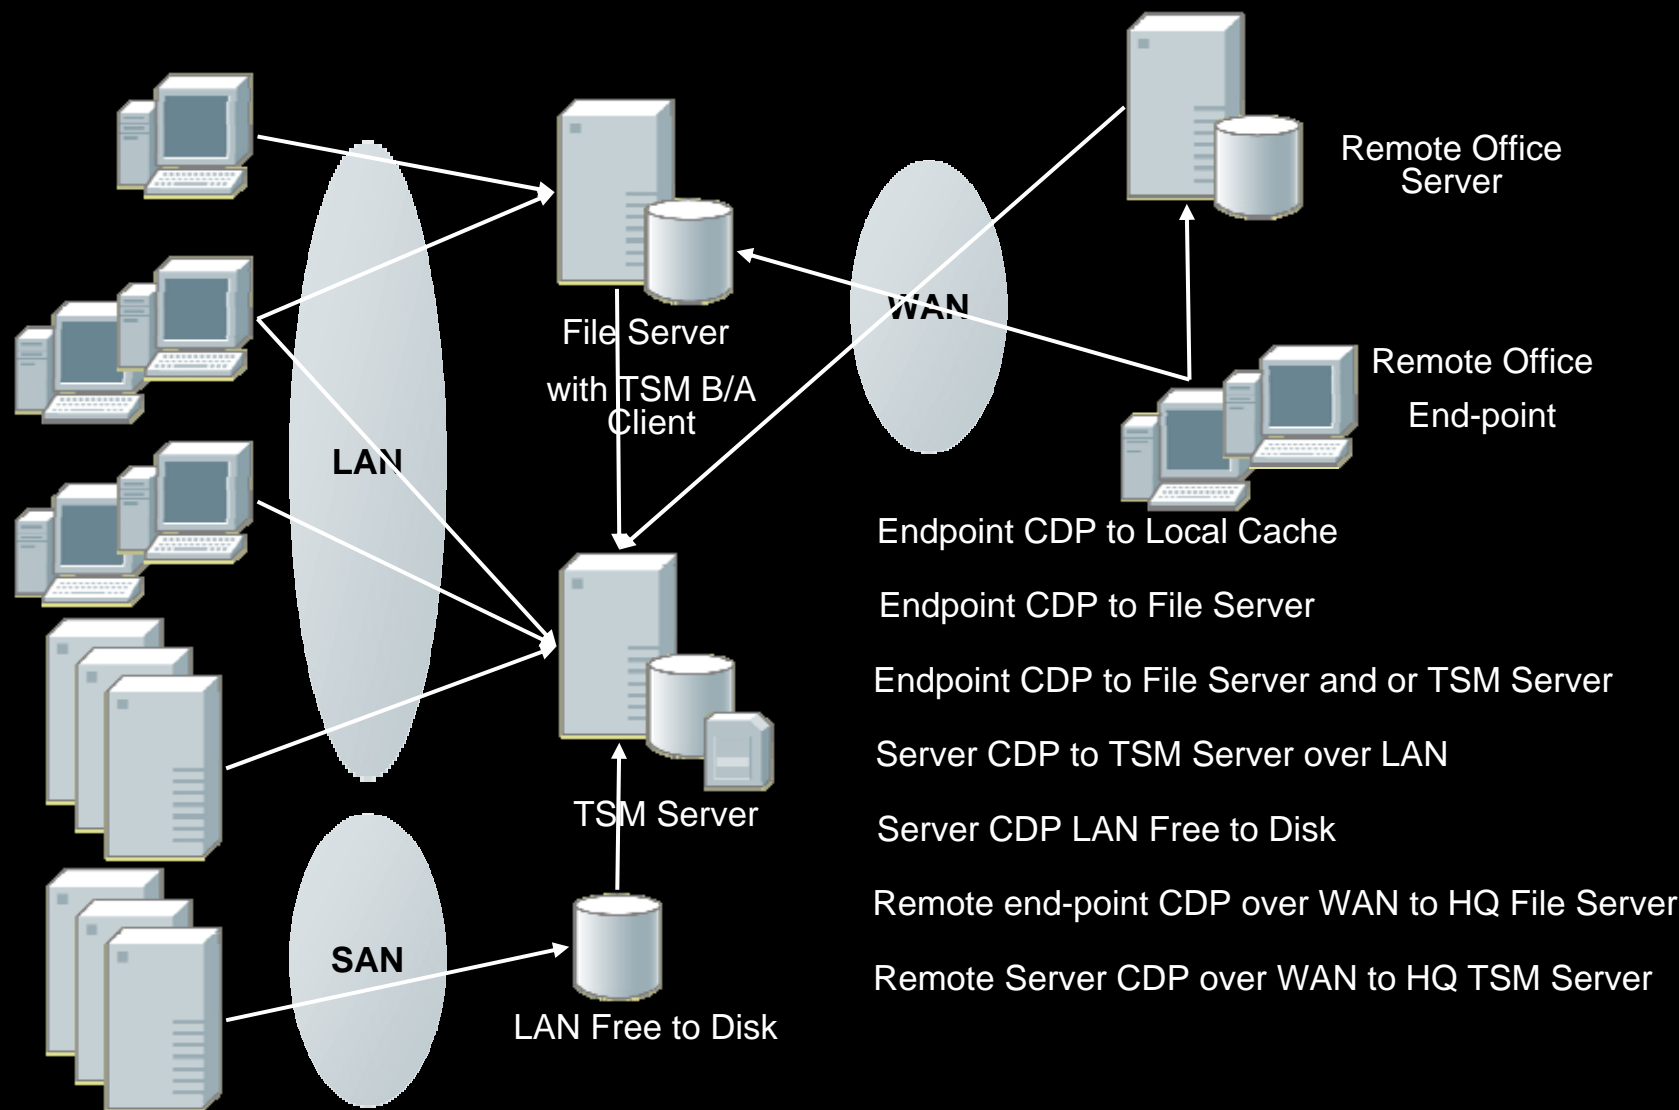 Remote Office
Server
File Server
with TSM B/A
Client
WAN
Remote Office
End-point
LAN
Endpoint CDP to Local Cache
Endpoint CDP to File Server
Endpoint CDP to File Server and or TSM Server
Server CDP to TSM Server over LAN
TSM Server
Server CDP LAN Free to Disk
Remote end-point CDP over WAN to HQ File Server
SAN
Remote Server CDP over WAN to HQ TSM Server
LAN Free to Disk